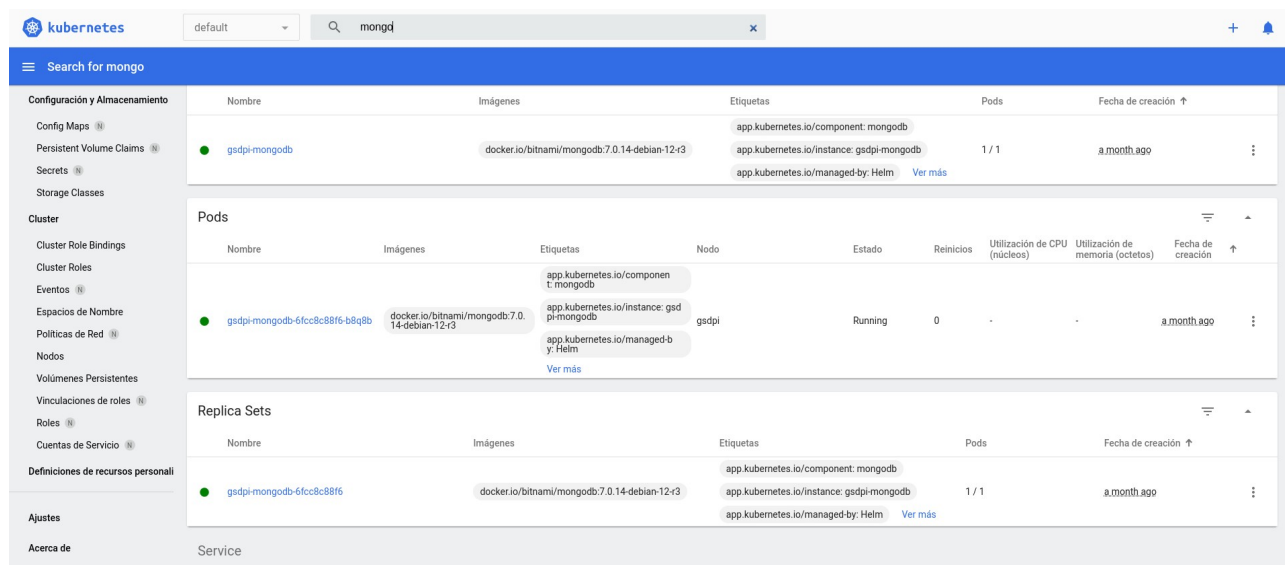 kubernetes
default
mongo
Search for mongo
Configuración y Almacenamiento
Config Maps N
Persistent Volume Claims N
Secrets N
Storage Classes
Cluster
Cluster Role Bindings
Cluster Roles
Eventos N
Espacios de Nombre
Políticas de Red N
Nodos
Volúmenes Persistentes
Vinculaciones de roles N
Roles N
Cuentas de Servicio N
Definiciones de recursos personali
Ajustes
Acerca de
Nombre Imágenes Etiquetas Pods Fecha de creación
app.kubernetes.io/component: mongodb
gsdpi-mongodb docker.io/bitnami/mongodb:7.0.14-debian-12-r3 app.kubernetes.io/instance: gsdpi-mongodb 1 / 1 a month ago
app.kubernetes.io/managed-by: Helm Ver más
Pods
Nombre Imágenes Etiquetas Nodo Estado Reinicios Utilización de CPU (núcleos) Utilización de memoria (octetos) Fecha de creación
app.kubernetes.io/componen
t: mongodb
app.kubernetes.io/instance: gsd
pi-mongodb
gsdpi-mongodb-6fcc8c88f6-b8q8b docker.io/bitnami/mongodb:7.0.
14-debian-12-r3
gsdpi Running 0 - - a month ago
app.kubernetes.io/managed-b
y: Helm
Ver más
Replica Sets
Nombre Imágenes Etiquetas Pods Fecha de creación
app.kubernetes.io/component: mongodb
gsdpi-mongodb-6fcc8c88f6 docker.io/bitnami/mongodb:7.0.14-debian-12-r3 app.kubernetes.io/instance: gsdpi-mongodb 1 / 1 a month ago
app.kubernetes.io/managed-by: Helm Ver más
Service